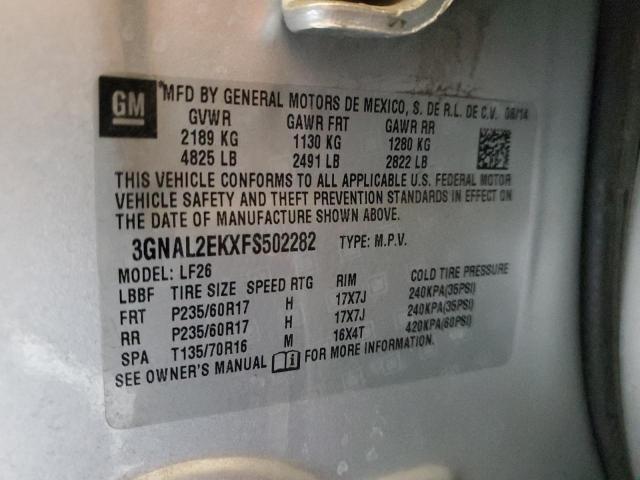 GM
*MFD BY GENERAL MOTORS DE MEXICO, S. DE R.L. DE C.V. 08/14
GVWR GAWR FRT GAWR RR
2189 KG 1130 KG 1280 KG
4825 LB 2491 LB 2822 LB
THIS VEHICLE CONFORMS TO ALL APPLICABLE U.S. FEDERAL MOTOR
VEHICLE SAFETY AND THEFT PREVENTION STANDARDS IN EFFECT ON
THE DATE OF MANUFACTURE SHOWN ABOVE.
3GNAL2EKXFS502282 TYPE: M.P.V.
MODEL: LF26
LBBF TIRE SIZE SPEED RTG RIM COLD TIRE PRESSURE
FRT P235/60R17 H 17X7J 240KPA(35PSI)
RR P235/60R17 H 17X7J 240KPA(35PSI)
SPA T135/70R16 M 16X4T 420KPA(60PSI)
SEE OWNER'S MANUAL FOR MORE INFORMATION.